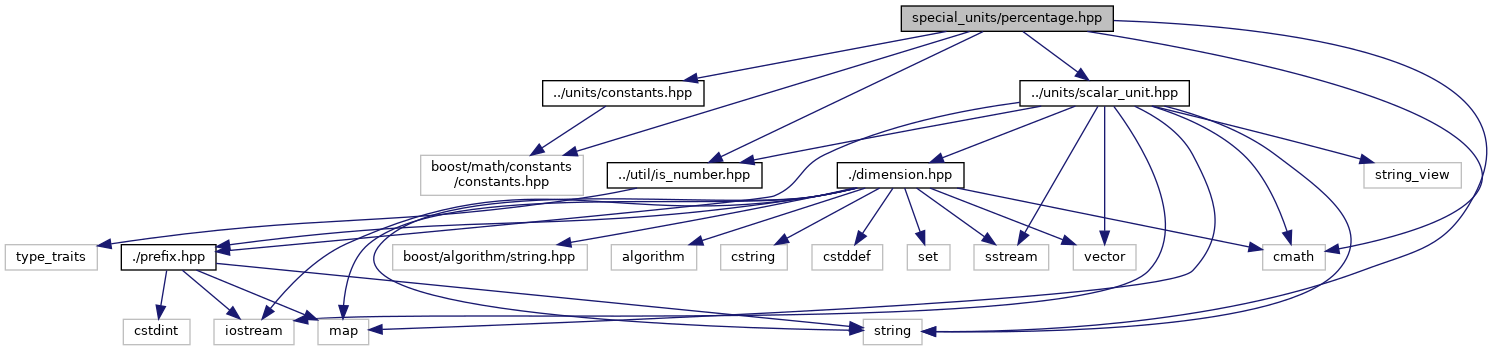 special_units/percentage.hpp
../units/constants.hpp
../units/scalar_unit.hpp
boost/math/constants
/constants.hpp
../util/is_number.hpp
./dimension.hpp
string_view
type_traits
./prefix.hpp
boost/algorithm/string.hpp
algorithm
cstring
cstddef
set
sstream
vector
cmath
cstdint
iostream
map
string